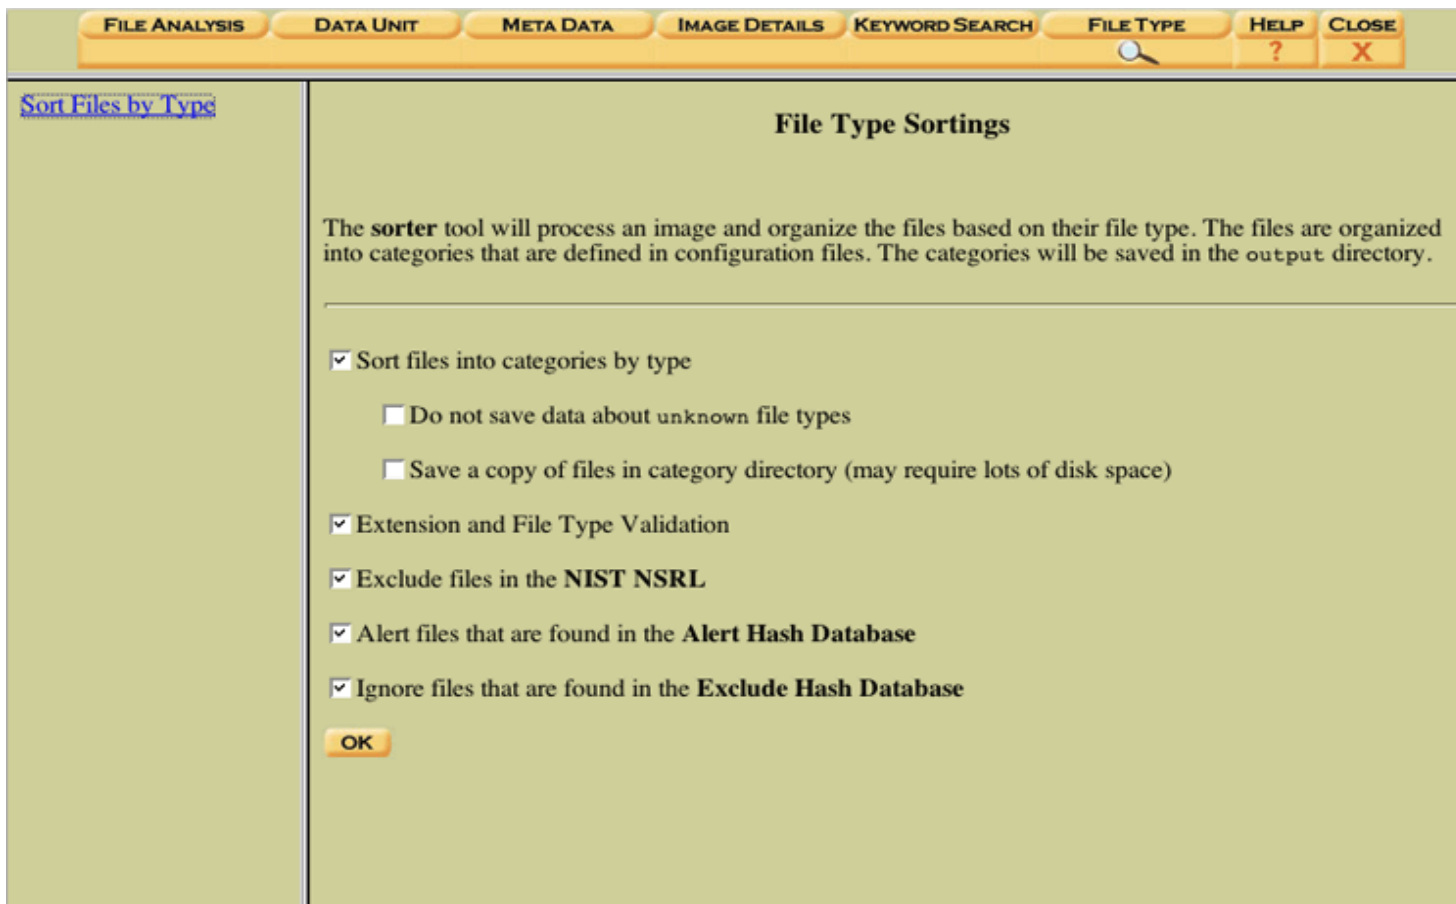 FILE ANALYSIS DATA UNIT META DATA IMAGE DETAILS KEYWORD SEARCH FILE TYPE HELP CLOSE
? X
Sort Files by Type
File Type Sortings
The sorter tool will process an image and organize the files based on their file type. The files are organized
into categories that are defined in configuration files. The categories will be saved in the output directory.
Sort files into categories by type
Do not save data about unknown file types
Save a copy of files in category directory (may require lots of disk space)
Extension and File Type Validation
Exclude files in the NIST NSRL
Alert files that are found in the Alert Hash Database
Ignore files that are found in the Exclude Hash Database
OK